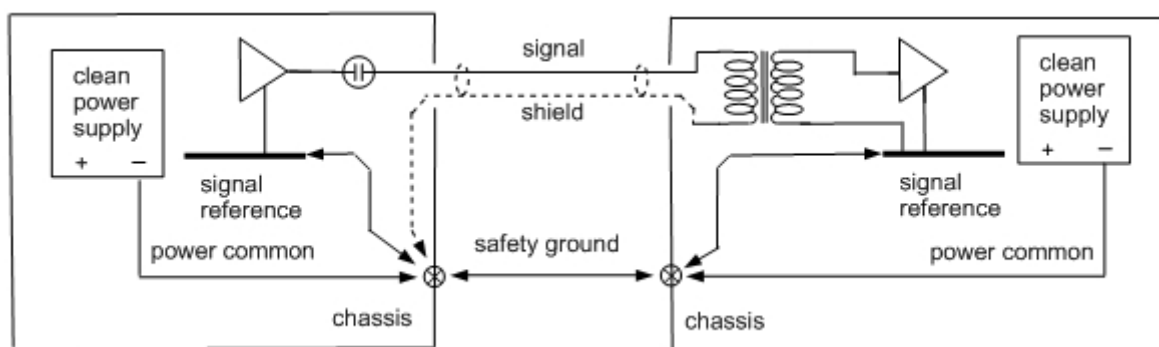 clean
power
supply
+ −
signal
reference
power common
chassis
signal
shield
safety ground
clean
power
supply
+ −
signal
reference
power common
chassis